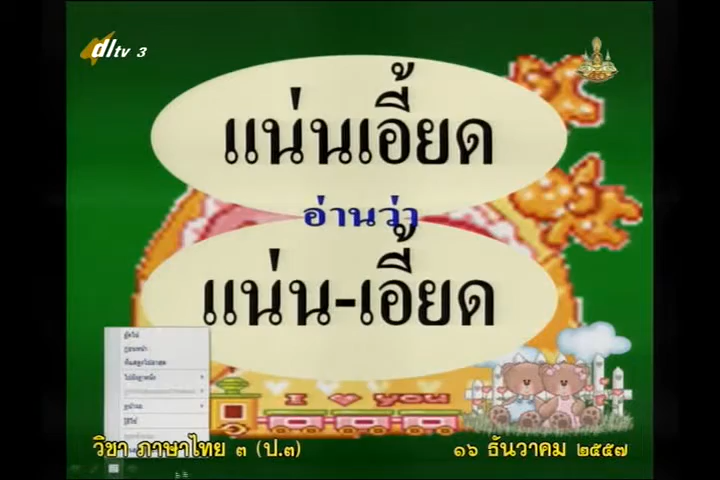 dltv 3
แน่นเอี้ยด
อ่านว่า
แน่น-เอี้ยด
I you
วิชา ภาษาไทย ๓ (ป.๓)
๑๖ ธันวาคม ๒๕๕๗